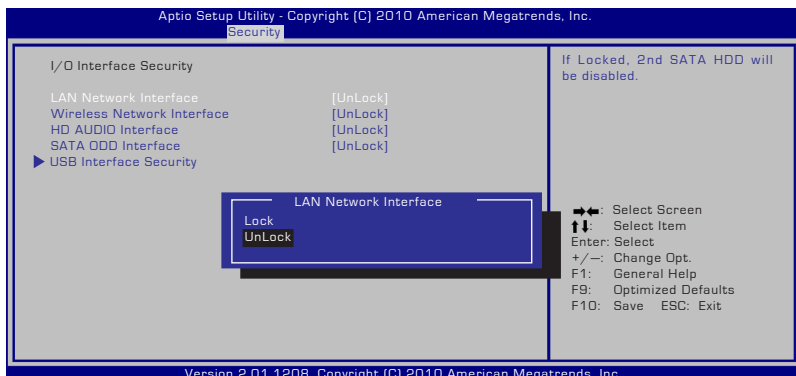 Aptio Setup Utility - Copyright (C) 2010 American Megatrends, Inc.
Security
I/O Interface Security
LAN Network Interface [UnLock]
Wireless Network Interface [UnLock]
HD AUDIO Interface [UnLock]
SATA ODD Interface [UnLock]
USB Interface Security
LAN Network Interface
Lock
UnLock
If Locked, 2nd SATA HDD will
be disabled.
→←: Select Screen
↑↓: Select Item
Enter: Select
+/—: Change Opt.
F1: General Help
F9: Optimized Defaults
F10: Save ESC: Exit
Version 2.01.1208. Copyright (C) 2010 American Megatrends, Inc.